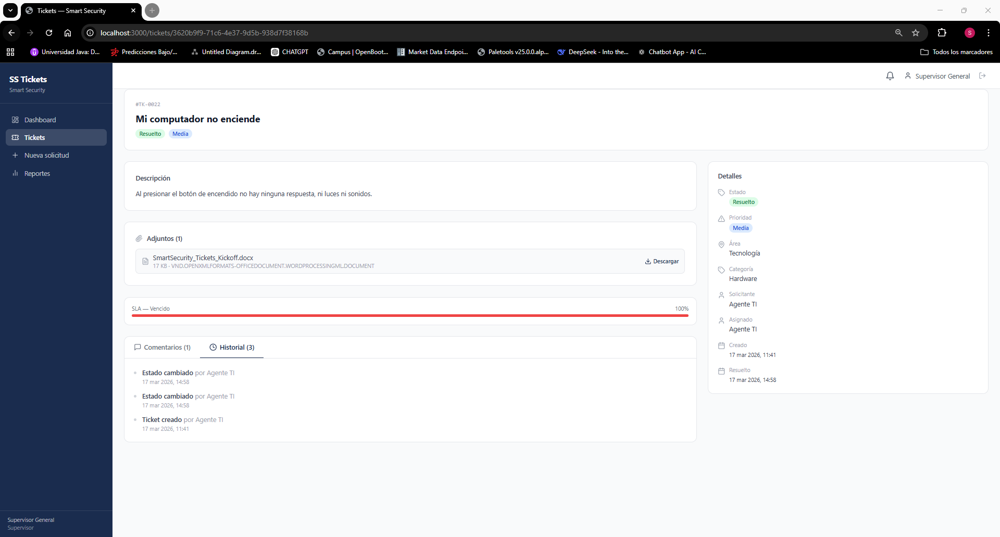 Tickets — Smart Security
localhost:3000/tickets/3620b9f9-71c6-4e37-9d5b-938d7f38168b
S
Universidad Java: D...
Predicciones Bajo/...
Untitled Diagram.dr...
CHATGPT
Campus | OpenBoot...
Market Data Endpoi...
Paletools v25.0.0.alp...
DeepSeek - Into the...
Chatbot App - AI C...
Todos los marcadores
SS Tickets
Smart Security
Dashboard
Tickets
Nueva solicitud
Reportes
Supervisor General
Supervisor
Supervisor General
#TK-0022
Mi computador no enciende
Resuelto
Media
Descripción
Al presionar el botón de encendido no hay ninguna respuesta, ni luces ni sonidos.
Adjuntos (1)
SmartSecurity_Tickets_Kickoff.docx
17 KB · VND.OPENXMLFORMATS-OFFICEDOCUMENT.WORDPROCESSINGML.DOCUMENT
Descargar
SLA — Vencido
100%
Comentarios (1)
Historial (3)
Estado cambiado por Agente TI
17 mar 2026, 14:58
Estado cambiado por Agente TI
17 mar 2026, 14:58
Ticket creado por Agente TI
17 mar 2026, 11:41
Detalles
Estado
Resuelto
Prioridad
Media
Área
Tecnología
Categoría
Hardware
Solicitante
Agente TI
Asignado
Agente TI
Creado
17 mar 2026, 11:41
Resuelto
17 mar 2026, 14:58